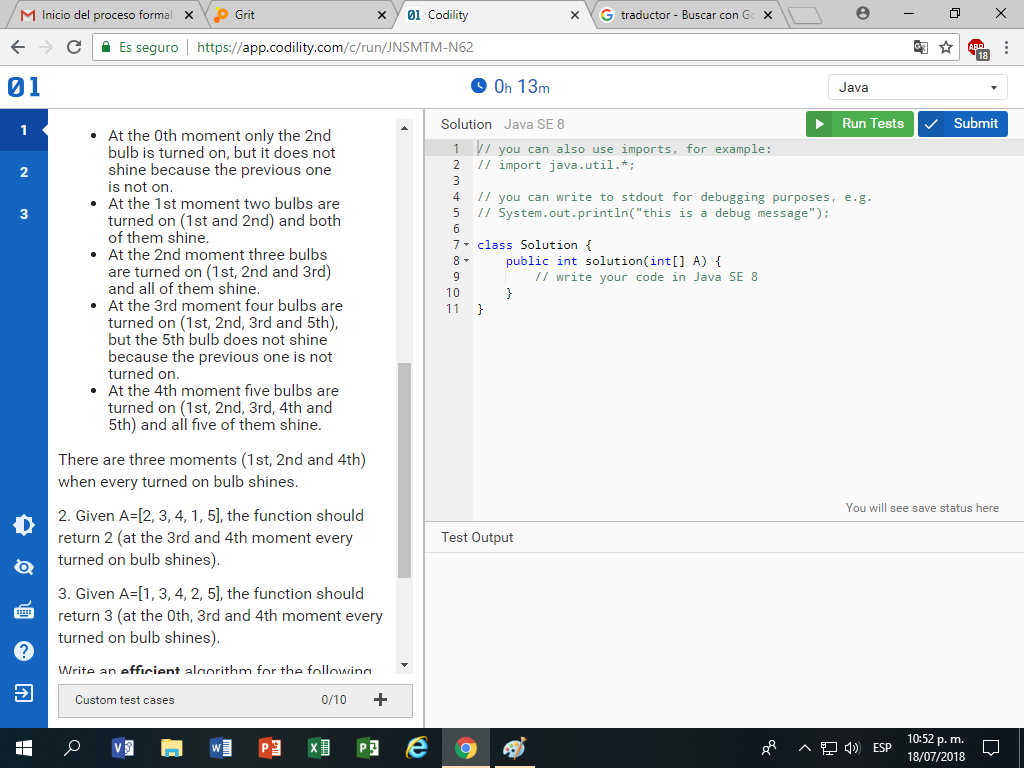 Inicio del proceso formal
Grit
Codility
traductor - Buscar con Go
Es seguro
https://app.codility.com/c/run/JNSMTM-N62
ABP
18
01
0h 13m
Java
1
2
3
• At the 0th moment only the 2nd
bulb is turned on, but it does not
shine because the previous one
is not on.
• At the 1st moment two bulbs are
turned on (1st and 2nd) and both
of them shine.
• At the 2nd moment three bulbs
are turned on (1st, 2nd and 3rd)
and all of them shine.
• At the 3rd moment four bulbs are
turned on (1st, 2nd, 3rd and 5th),
but the 5th bulb does not shine
because the previous one is not
turned on.
• At the 4th moment five bulbs are
turned on (1st, 2nd, 3rd, 4th and
5th) and all five of them shine.
There are three moments (1st, 2nd and 4th)
when every turned on bulb shines.
2. Given A=[2, 3, 4, 1, 5], the function should
return 2 (at the 3rd and 4th moment every
turned on bulb shines).
3. Given A=[1, 3, 4, 2, 5], the function should
return 3 (at the 0th, 3rd and 4th moment every
turned on bulb shines).
Write an efficient algorithm for the following
Custom test cases 0/10 +
Solution Java SE 8
Run Tests
Submit
1 // you can also use imports, for example:
2 // import java.util.*;
3
4 // you can write to stdout for debugging purposes, e.g.
5 // System.out.println("this is a debug message");
6
7 class Solution {
8     public int solution(int[] A) {
9         // write your code in Java SE 8
10     }
11 }
You will see save status here
Test Output
ESP
10:52 p. m.
18/07/2018